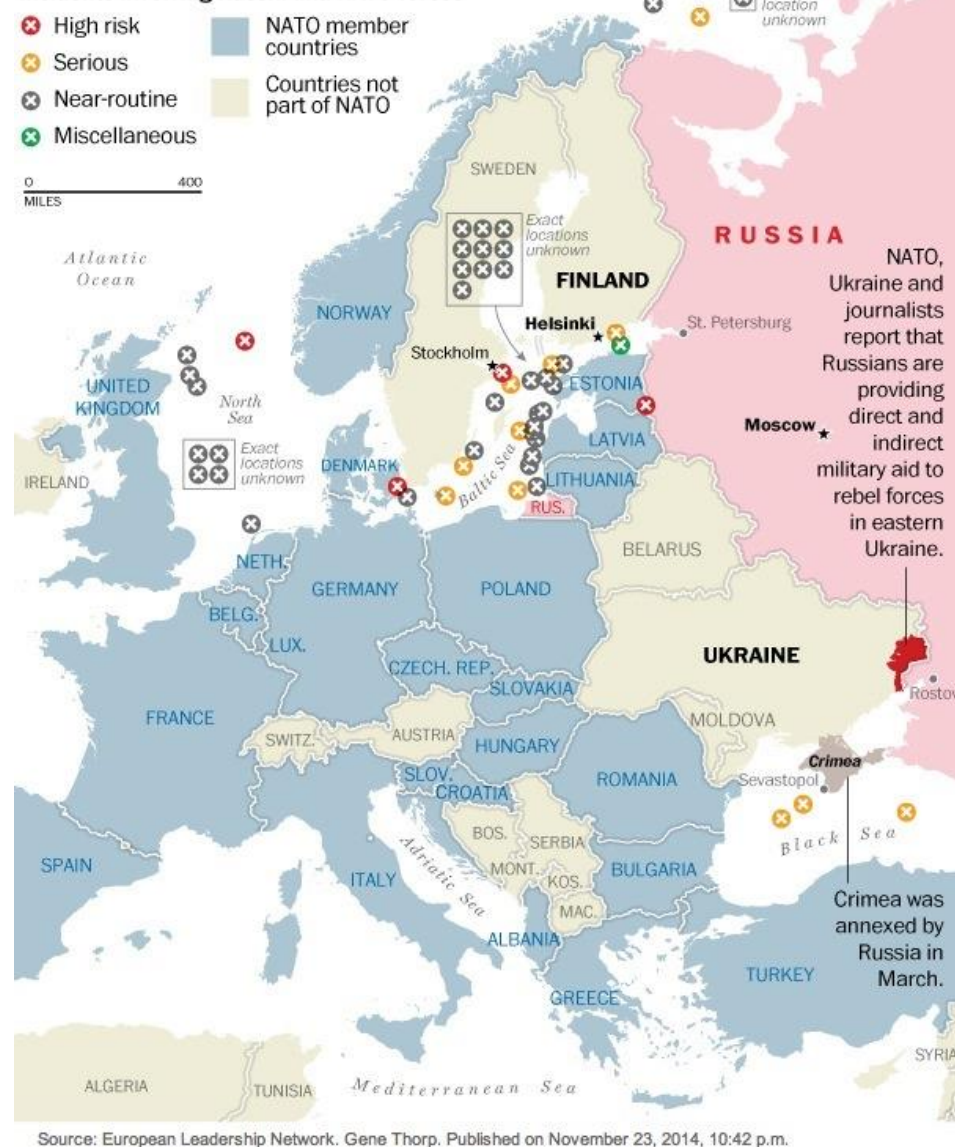 High risk
Serious
Near-routine
Miscellaneous
NATO member
countries
Countries not
part of NATO
0 400
MILES
location
unknown
SWEDEN
Exact
locations
unknown
RUSSIA
Atlantic
Ocean
FINLAND
NATO,
Ukraine and
journalists
report that
Russians are
providing
direct and
indirect
military aid to
rebel forces
in eastern
Ukraine.
NORWAY
Helsinki
St. Petersburg
Stockholm
UNITED
KINGDOM
North
Sea
ESTONIA
Moscow
LATVIA
Exact
locations
unknown
DENMARK
Baltic Sea
IRELAND
LITHUANIA
RUS.
BELARUS
NETH.
GERMANY
POLAND
BELG.
LUX.
UKRAINE
CZECH. REP.
SLOVAKIA
Rostov
FRANCE
MOLDOVA
SWITZ.
AUSTRIA
HUNGARY
Crimea
SLOV.
CROATIA
ROMANIA
Sevastopol
BOS.
SERBIA
Black Sea
SPAIN
ITALY
Adriatic Sea
MONT.
KOS.
BULGARIA
MAC.
Crimea was
annexed by
Russia in
March.
ALBANIA
TURKEY
GREECE
SYRIA
ALGERIA
TUNISIA
Mediterranean Sea
Source: European Leadership Network. Gene Thorp. Published on November 23, 2014, 10:42 p.m.